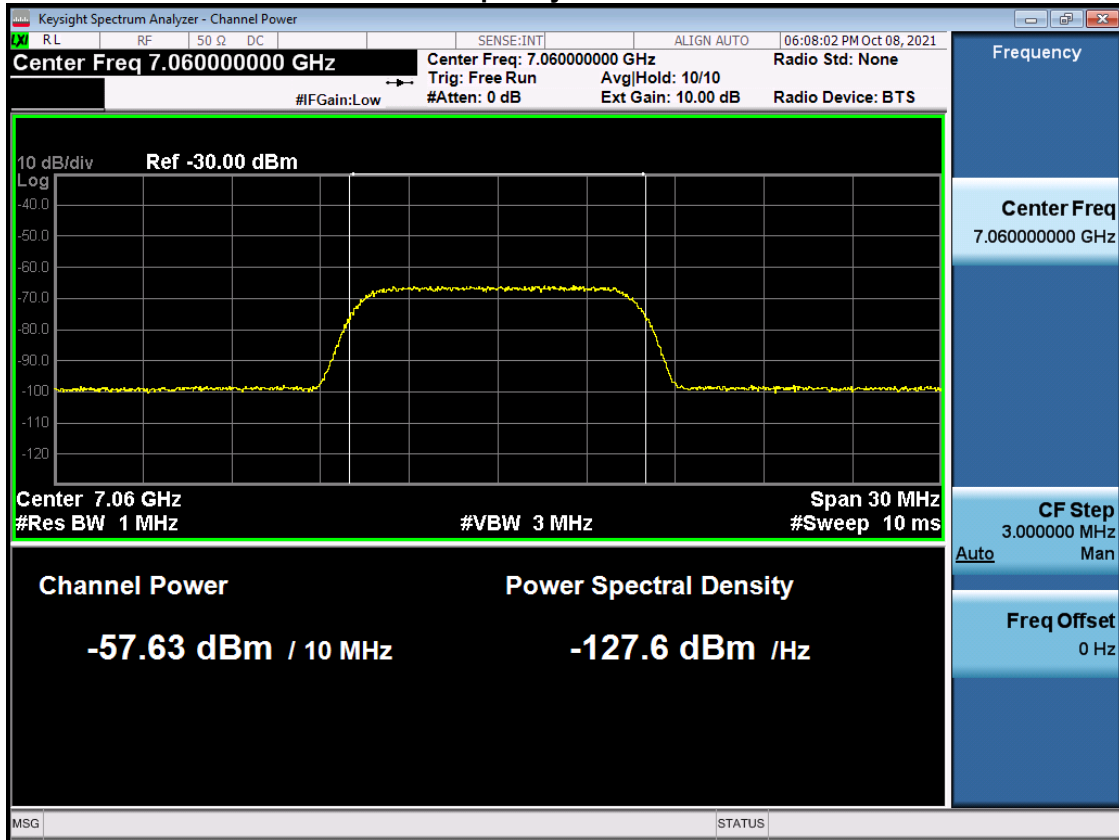 Keysight Spectrum Analyzer - Channel Power
LXI RL RF 50 Ω DC SENSE:INT ALIGN AUTO 06:08:02 PM Oct 08, 2021
Center Freq 7.060000000 GHz
Center Freq: 7.060000000 GHz Radio Std: None
Trig: Free Run Avg|Hold: 10/10
#IFGain:Low #Atten: 0 dB Ext Gain: 10.00 dB Radio Device: BTS
10 dB/div Ref -30.00 dBm
Log
-40.0
-50.0
-60.0
-70.0
-80.0
-90.0
-100
-110
-120
Center 7.06 GHz Span 30 MHz
#Res BW 1 MHz #VBW 3 MHz #Sweep 10 ms
Channel Power Power Spectral Density
-57.63 dBm / 10 MHz -127.6 dBm /Hz
Frequency
Center Freq
7.060000000 GHz
CF Step
3.000000 MHz
Auto Man
Freq Offset
0 Hz
MSG STATUS